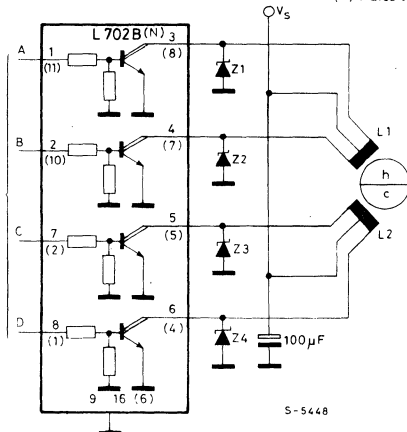 L702B(N)
Vs
A 1 (11) 3 (8) Z1
L1
B 2 (10) 4 (7) Z2
h
c
C 7 (2) 5 (5) Z3
L2
D 8 (1) 6 (4) Z4 100µF
9 16 (6)
S-5448